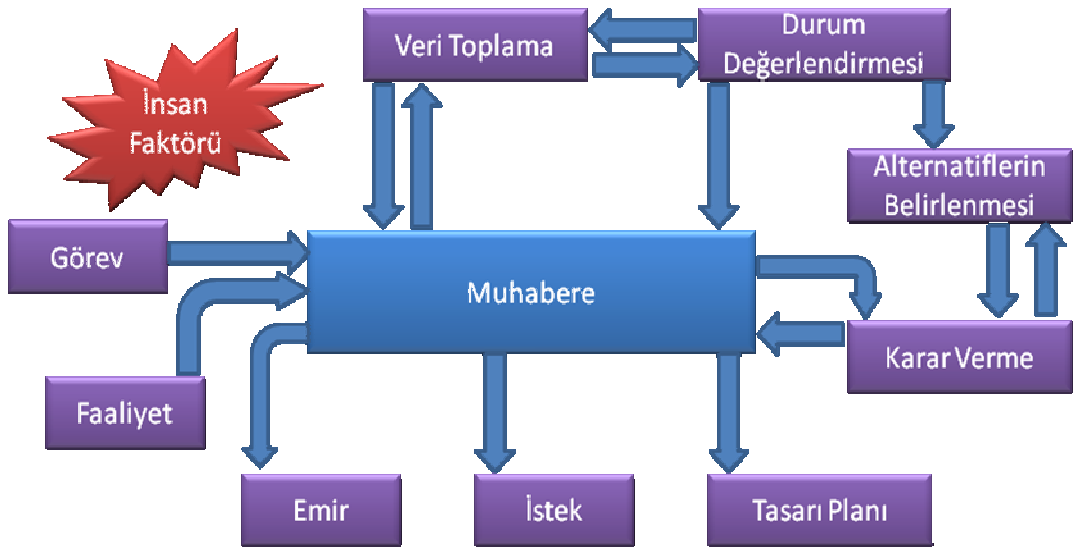 Veri Toplama
Durum
Değerlendirmesi
İnsan
Faktörü
Alternatiflerin
Belirlenmesi
Görev
Muhabere
Karar Verme
Faaliyet
Emir
İstek
Tasarı Planı